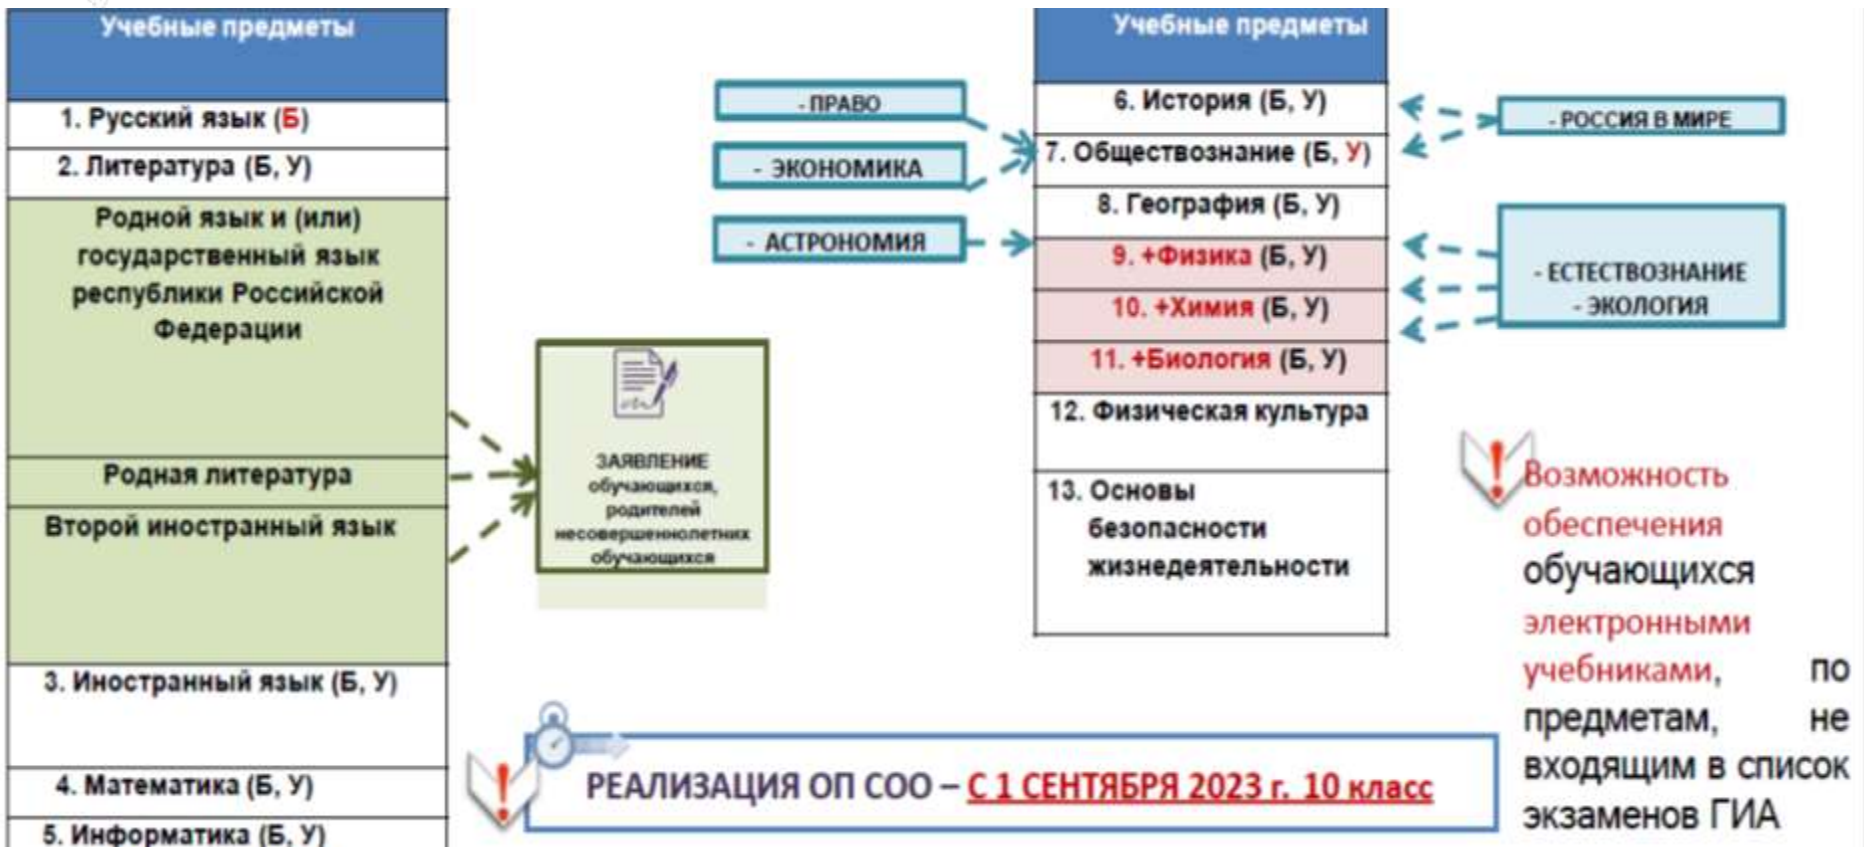 Учебные предметы
1. Русский язык (Б)
2. Литература (Б, У)
Родной язык и (или)
государственный язык
республики Российской
Федерации
Родная литература
Второй иностранный язык
3. Иностранный язык (Б, У)
4. Математика (Б, У)
5. Информатика (Б, У)
ЗАЯВЛЕНИЕ
обучающихся,
родителей
несовершеннолетних
обучающихся
- ПРАВО
- ЭКОНОМИКА
- АСТРОНОМИЯ
Учебные предметы
6. История (Б, У)
7. Обществознание (Б, У)
8. География (Б, У)
9. +Физика (Б, У)
10. +Химия (Б, У)
11. +Биология (Б, У)
12. Физическая культура
13. Основы
безопасности
жизнедеятельности
- РОССИЯ В МИРЕ
- ЕСТЕСТВОЗНАНИЕ
- ЭКОЛОГИЯ
Возможность
обеспечения
обучающихся
электронными
учебниками, по
предметам, не
входящим в список
экзаменов ГИА
РЕАЛИЗАЦИЯ ОП СОО – С 1 СЕНТЯБРЯ 2023 г. 10 класс